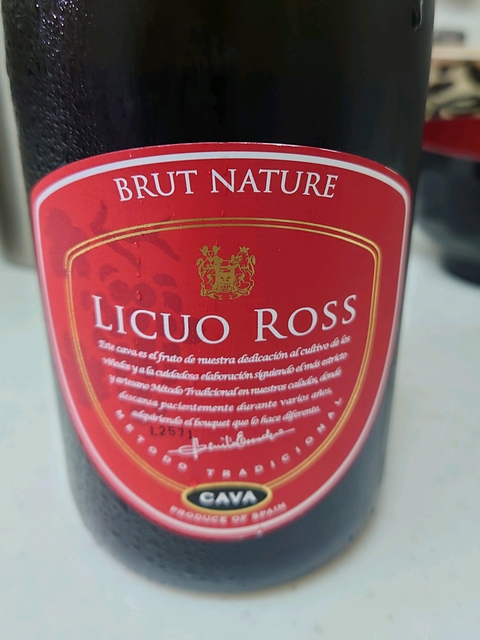 BRUT NATURE
LICUO ROSS
Este cava es el fruto de nuestra dedicación al cultivo de los
viñedos y a la cuidadosa elaboración siguiendo el más estricto
y artesano Método Tradicional en nuestros calados, donde
descansa pacientemente durante varios años,
adquiriendo el bouquet que lo hace diferente.
L2571
METODO TRADICIONAL
CAVA
PRODUCE OF SPAIN